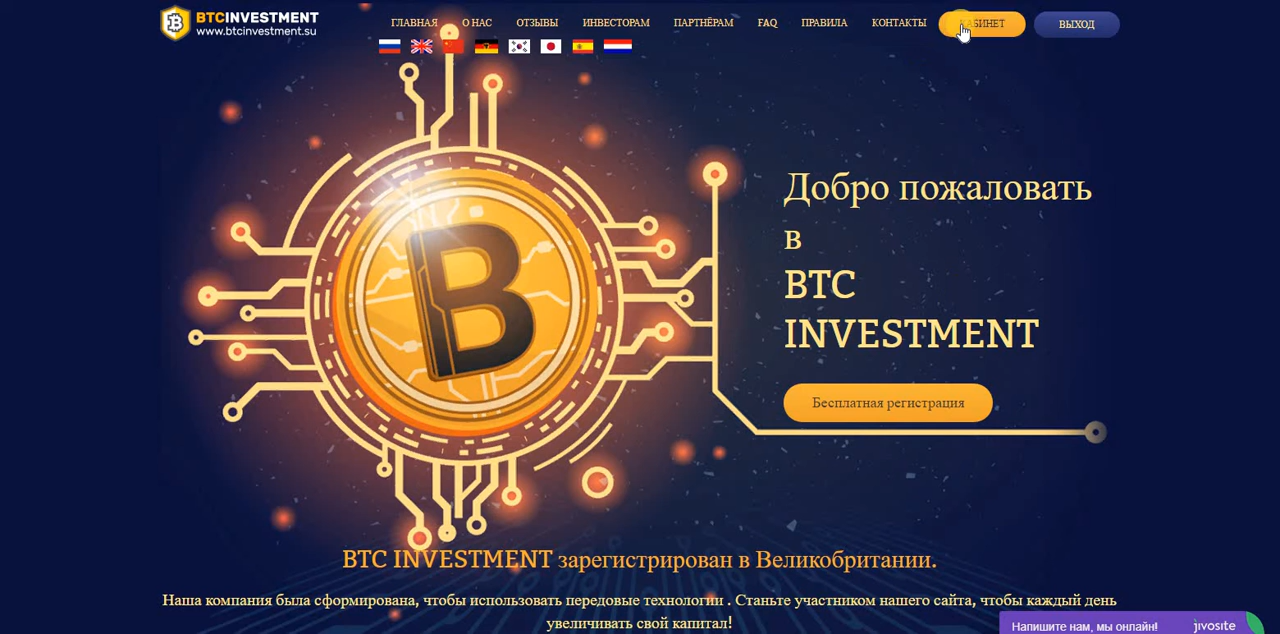 BTCINVESTMENT
www.btcinvestment.su
ГЛАВНАЯ О НАС ОТЗЫВЫ ИНВЕСТОРАМ ПАРТНЁРАМ FAQ ПРАВИЛА КОНТАКТЫ КАБИНЕТ ВЫХОД
Добро пожаловать
в
BTC
INVESTMENT
Бесплатная регистрация
BTC INVESTMENT зарегистрирован в Великобритании.
Наша компания была сформирована, чтобы использовать передовые технологии . Станьте участником нашего сайта, чтобы каждый день
увеличивать свой капитал!
Напишите нам, мы онлайн! jivosite